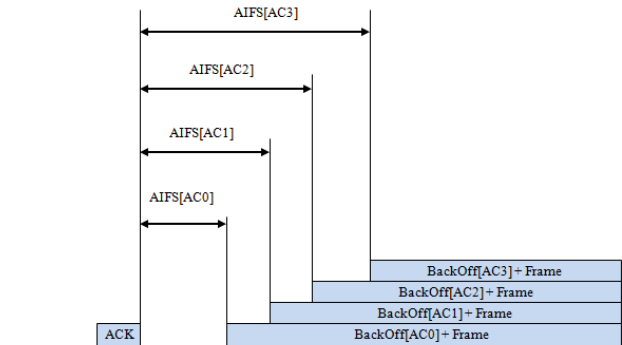 AIFS[AC3]
AIFS[AC2]
AIFS[AC1]
AIFS[AC0]
BackOff[AC3]+ Frame
BackOff[AC2]+ Frame
BackOff[AC1]+ Frame
ACK
BackOff[AC0]+ Frame